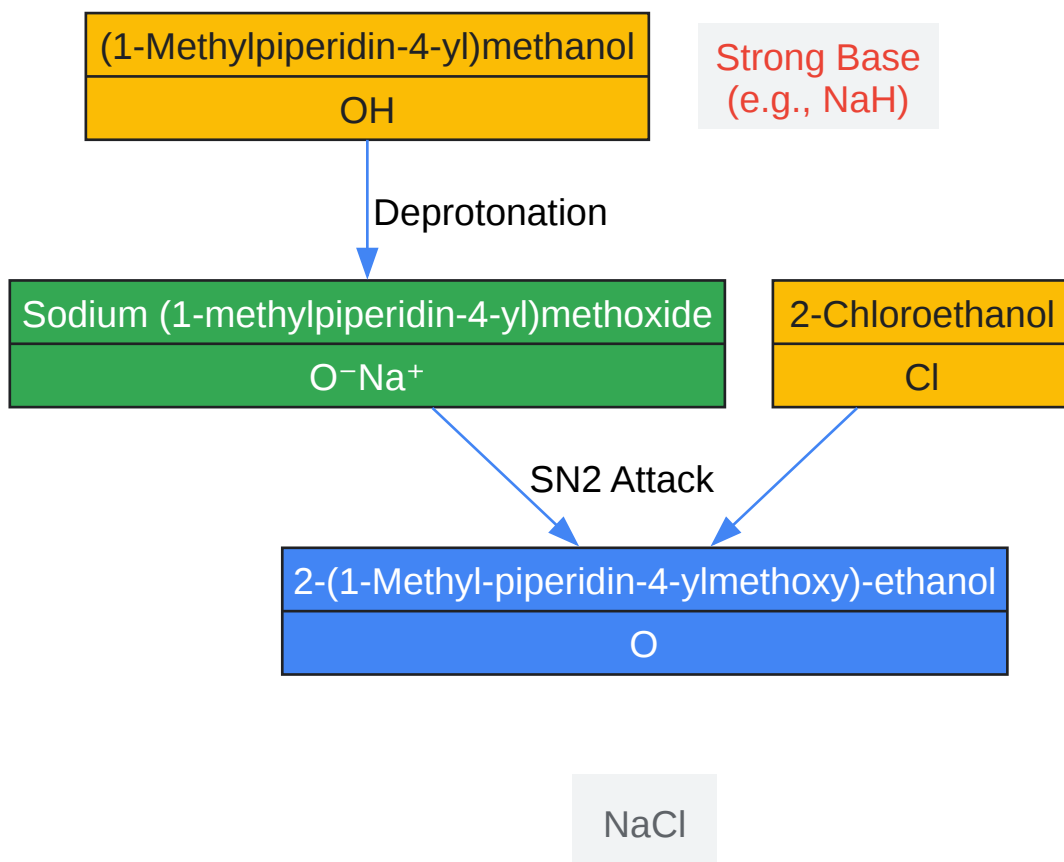 (1-Methylpiperidin-4-yl)methanol
OH
Strong Base
(e.g., NaH)
Deprotonation
Sodium (1-methylpiperidin-4-yl)methoxide
O⁻Na⁺
2-Chloroethanol
Cl
SN2 Attack
2-(1-Methyl-piperidin-4-ylmethoxy)-ethanol
O
NaCl